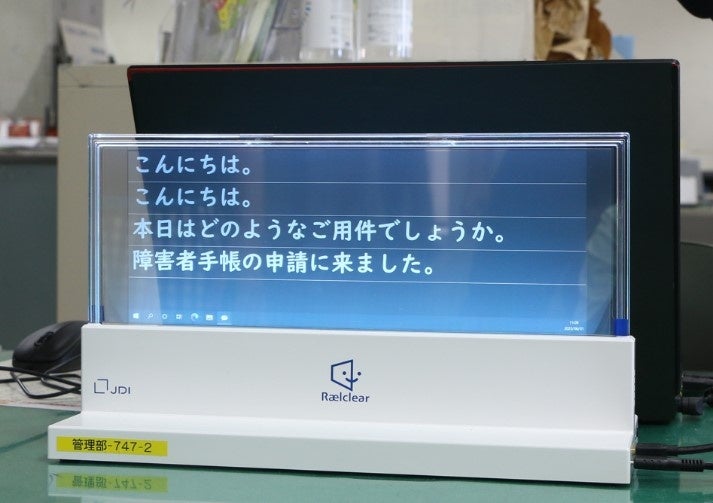 こんにちは。
こんにちは。
本日はどのようなご用件でしょうか。
障害者手帳の申請に来ました。
JDI
Rælclear
管理部-747-2